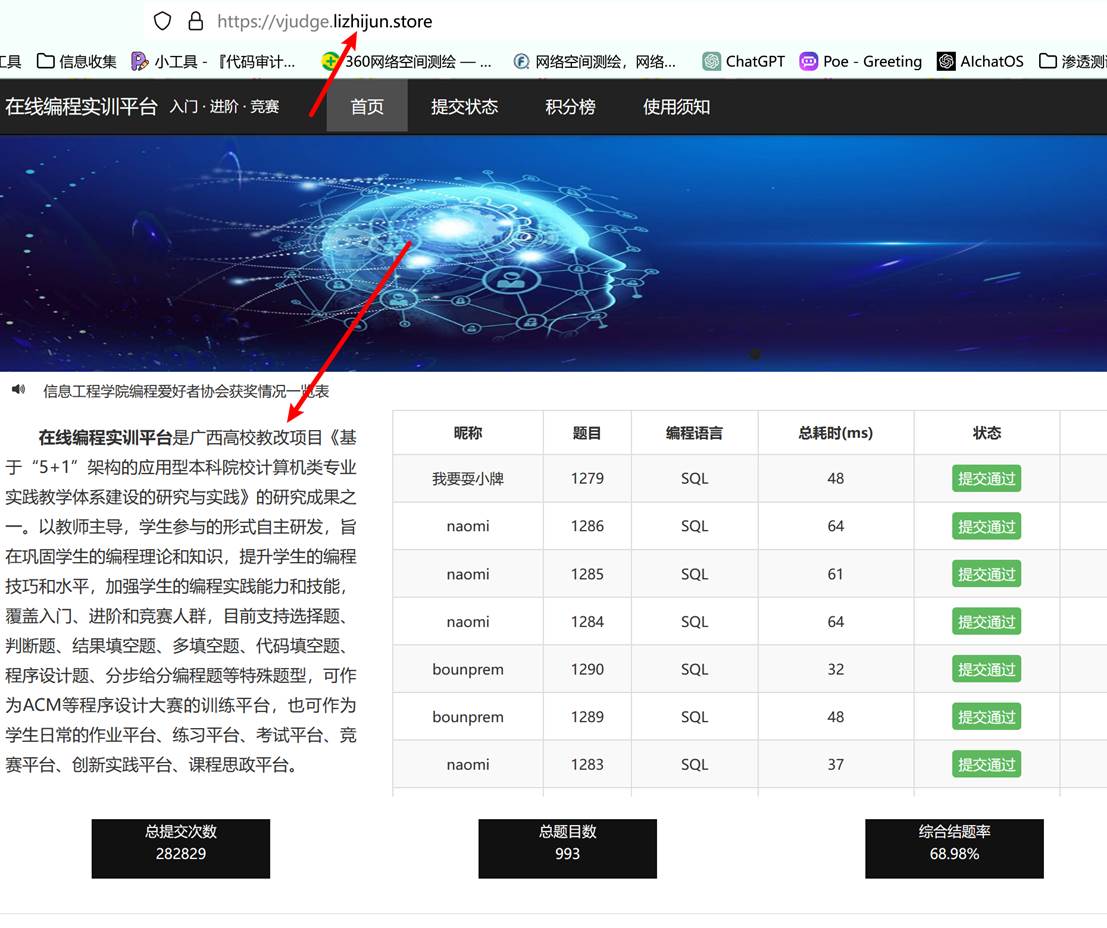 https://vjudge.lizhijun.store
工具 信息收集 小工具 - 『代码审计... 360网络空间测绘 — ... 网络空间测绘，网络... ChatGPT Poe - Greeting AIchatOS 渗透测
在线编程实训平台 入门 · 进阶 · 竞赛 首页 提交状态 积分榜 使用须知
信息工程学院编程爱好者协会获奖情况一览表
在线编程实训平台是广西高校教改项目《基
于“5+1”架构的应用型本科院校计算机类专业
实践教学体系建设的研究与实践》的研究成果之
一。以教师主导，学生参与的形式自主研发，旨
在巩固学生的编程理论和知识，提升学生的编程
技巧和水平，加强学生的编程实践能力和技能，
覆盖入门、进阶和竞赛人群，目前支持选择题、
判断题、结果填空题、多填空题、代码填空题、
程序设计题、分步给分编程题等特殊题型，可作
为ACM等程序设计大赛的训练平台，也可作为
学生日常的作业平台、练习平台、考试平台、竞
赛平台、创新实践平台、课程思政平台。
昵称 题目 编程语言 总耗时(ms) 状态
我要耍小牌 1279 SQL 48 提交通过
naomi 1286 SQL 64 提交通过
naomi 1285 SQL 61 提交通过
naomi 1284 SQL 64 提交通过
bounprem 1290 SQL 32 提交通过
bounprem 1289 SQL 48 提交通过
naomi 1283 SQL 37 提交通过
总提交次数
282829
总题目数
993
综合结题率
68.98%